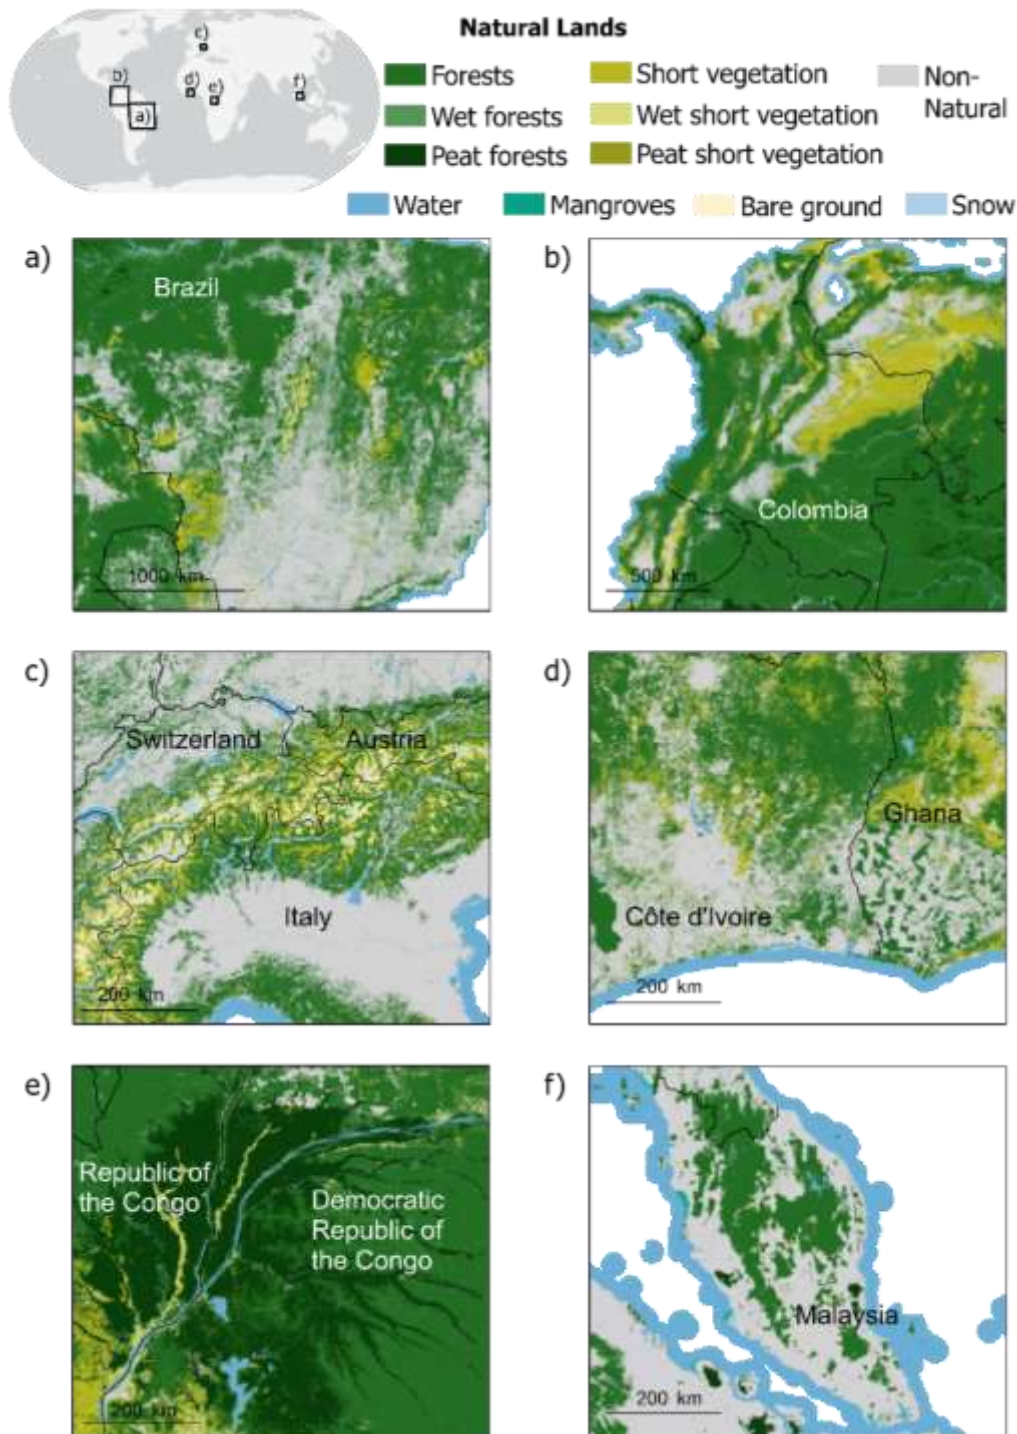 Natural Lands
c)
b)
d)
e)
f)
a)
Forests
Short vegetation
Non-
Natural
Wet forests
Wet short vegetation
Peat forests
Peat short vegetation
Water
Mangroves
Bare ground
Snow
a)
Brazil
1000 km
b)
Colombia
500 km
c)
Switzerland
Austria
Italy
200 km
d)
Ghana
Côte d'Ivoire
200 km
e)
Republic of
the Congo
Democratic
Republic of
the Congo
200 km
f)
Malaysia
200 km